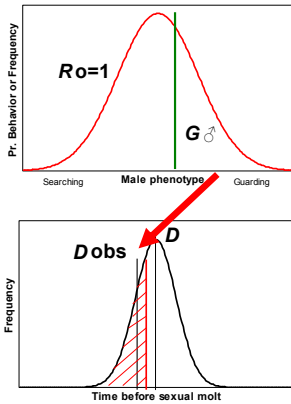 Pr. Behavior or Frequency
Ro=1
G♂
Searching
Male phenotype
Guarding
D
Dobs
Frequency
Time before sexual molt